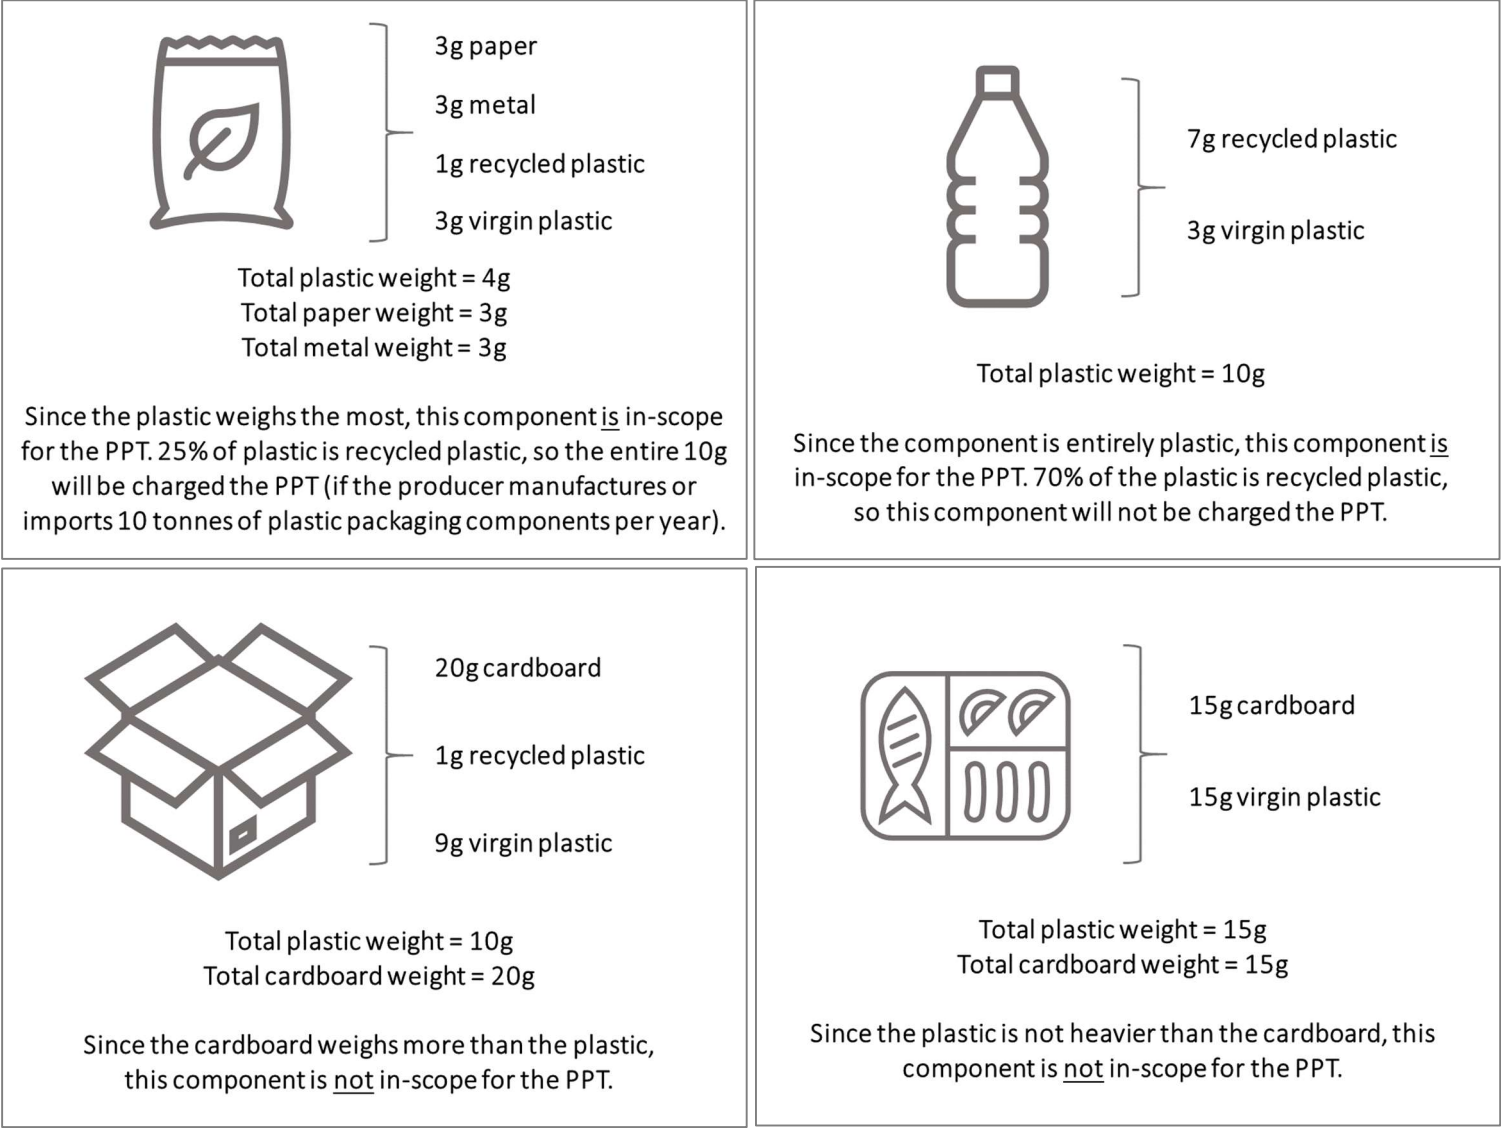 3g paper
3g metal
1g recycled plastic
3g virgin plastic
Total plastic weight = 4g
Total paper weight = 3g
Total metal weight = 3g
Since the plastic weighs the most, this component is in-scope
for the PPT. 25% of plastic is recycled plastic, so the entire 10g
will be charged the PPT (if the producer manufactures or
imports 10 tonnes of plastic packaging components per year).
7g recycled plastic
3g virgin plastic
Total plastic weight = 10g
Since the component is entirely plastic, this component is
in-scope for the PPT. 70% of the plastic is recycled plastic,
so this component will not be charged the PPT.
20g cardboard
1g recycled plastic
9g virgin plastic
Total plastic weight = 10g
Total cardboard weight = 20g
Since the cardboard weighs more than the plastic,
this component is not in-scope for the PPT.
15g cardboard
15g virgin plastic
Total plastic weight = 15g
Total cardboard weight = 15g
Since the plastic is not heavier than the cardboard, this
component is not in-scope for the PPT.